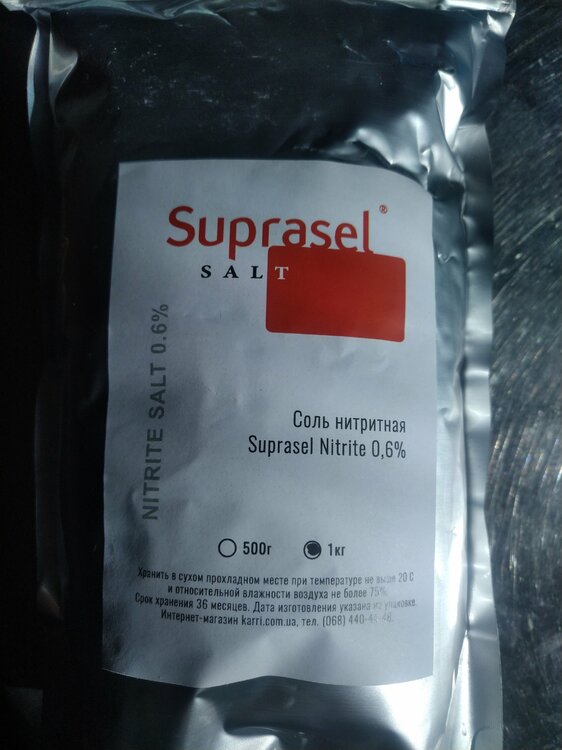 Suprasel®
SALT
NITRITE SALT 0.6%
Соль нитритная
Suprasel Nitrite 0,6%
500г 1кг
Хранить в сухом прохладном месте при температуре не выше 20 С
и относительной влажности воздуха не более 75%.
Срок хранения 36 месяцев. Дата изготовления указана на упаковке.
Интернет-магазин karri.com.ua, тел. (068)